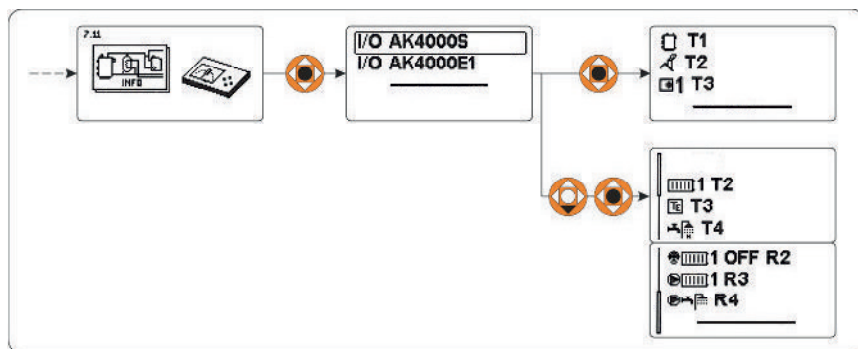 7.11
INFO
I/O AK4000S
I/O AK4000E1
T1
T2
1 T3
1 T2
TE T3
T4
1 OFF R2
1 R3
R4